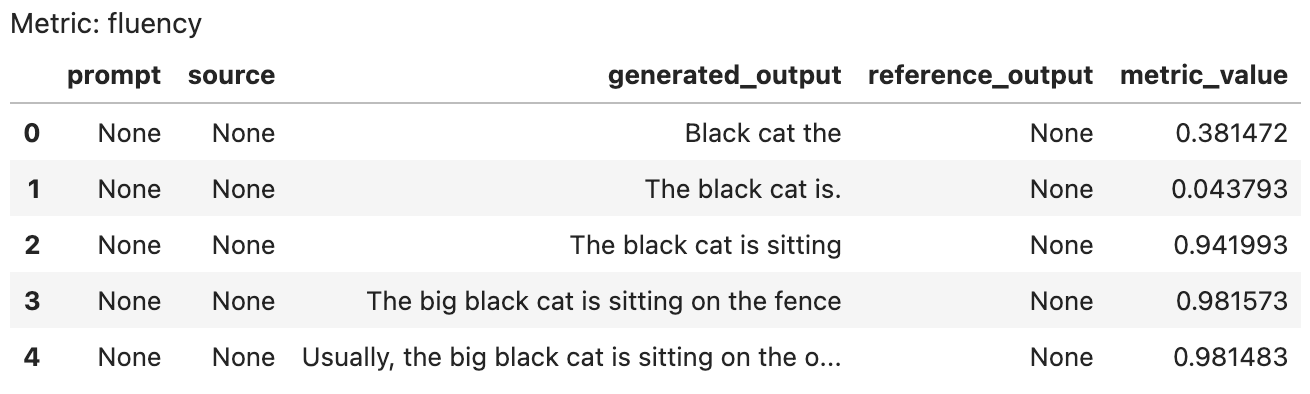 Metric: fluency
prompt source generated_output reference_output metric_value
0 None None Black cat the None 0.381472
1 None None The black cat is. None 0.043793
2 None None The black cat is sitting None 0.941993
3 None None The big black cat is sitting on the fence None 0.981573
4 None None Usually, the big black cat is sitting on the o... None 0.981483